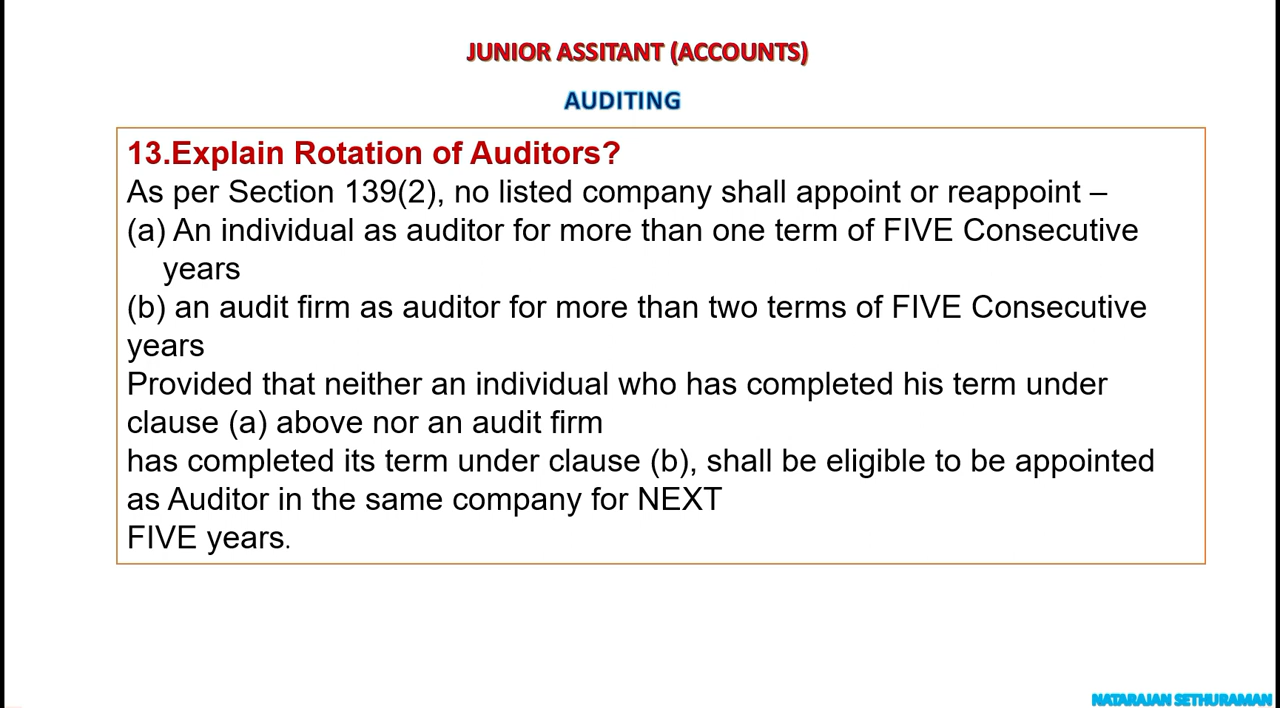 JUNIOR ASSITANT (ACCOUNTS)
AUDITING
13.Explain Rotation of Auditors?
As per Section 139(2), no listed company shall appoint or reappoint –
(a) An individual as auditor for more than one term of FIVE Consecutive
years
(b) an audit firm as auditor for more than two terms of FIVE Consecutive
years
Provided that neither an individual who has completed his term under
clause (a) above nor an audit firm
has completed its term under clause (b), shall be eligible to be appointed
as Auditor in the same company for NEXT
FIVE years.
NATARAJAN SETHURAMAN